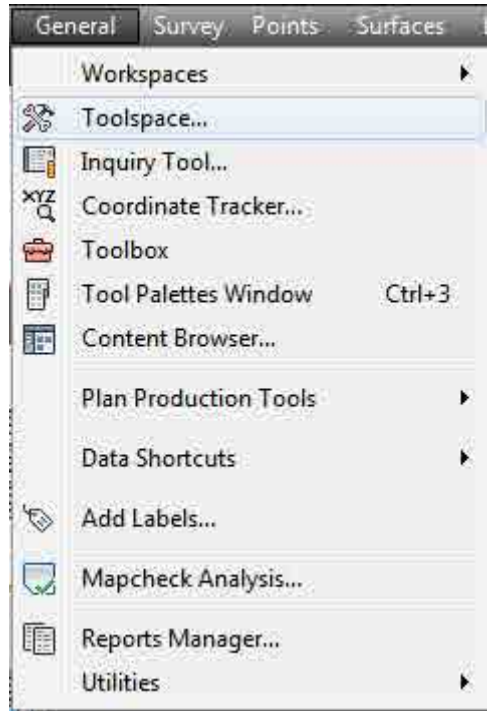 General Survey Points Surfaces
Workspaces
Toolspace...
Inquiry Tool...
XYZ Coordinate Tracker...
Toolbox
Tool Palettes Window Ctrl+3
Content Browser...
Plan Production Tools
Data Shortcuts
Add Labels...
Mapcheck Analysis...
Reports Manager...
Utilities